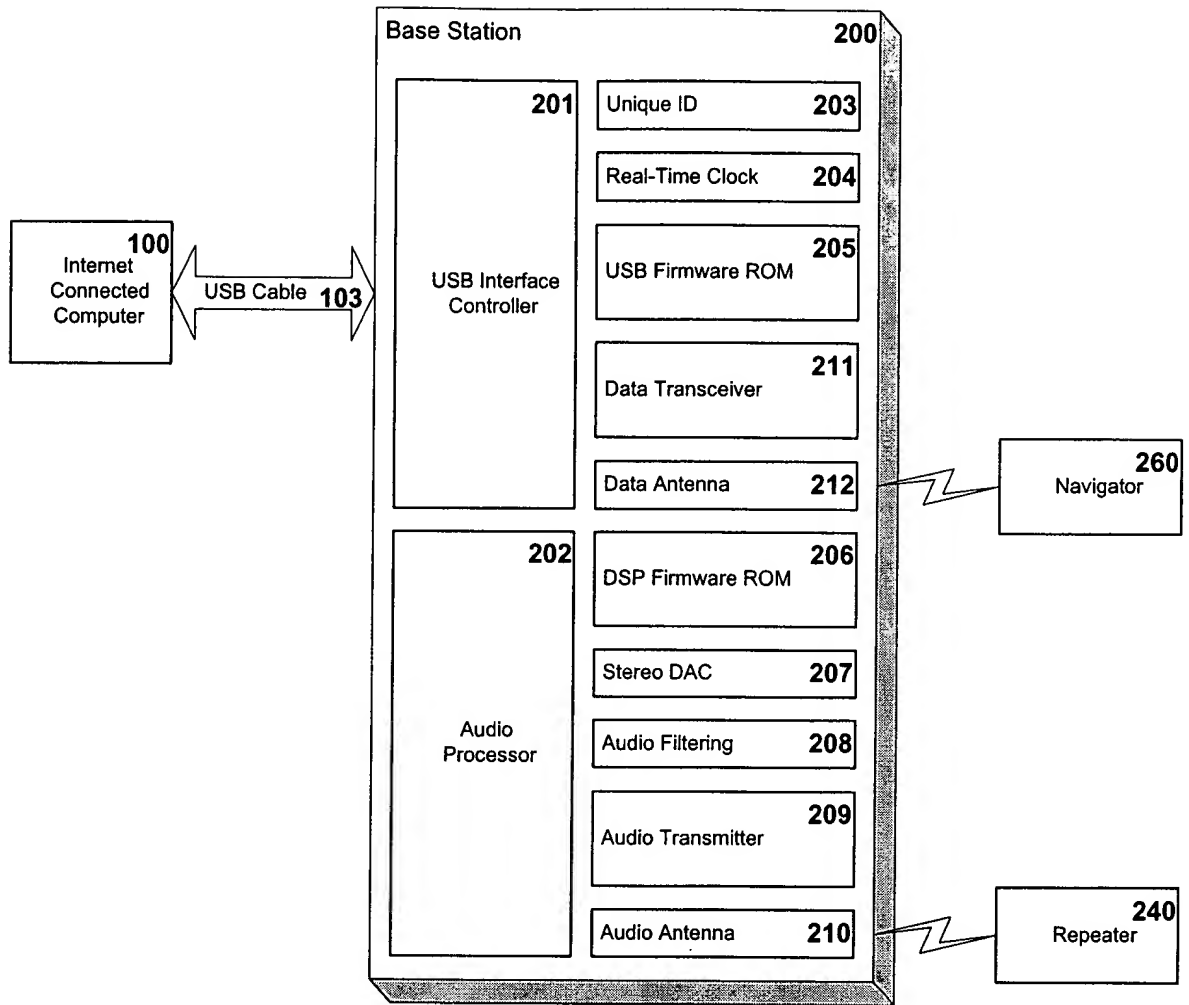 Base Station 200
201
USB Interface
Controller
Unique ID 203
Real-Time Clock 204
205
USB Firmware ROM
211
Data Transceiver
Data Antenna 212
100
Internet
Connected
Computer
USB Cable 103
260
Navigator
202
Audio
Processor
206
DSP Firmware ROM
Stereo DAC 207
Audio Filtering 208
209
Audio Transmitter
Audio Antenna 210
240
Repeater